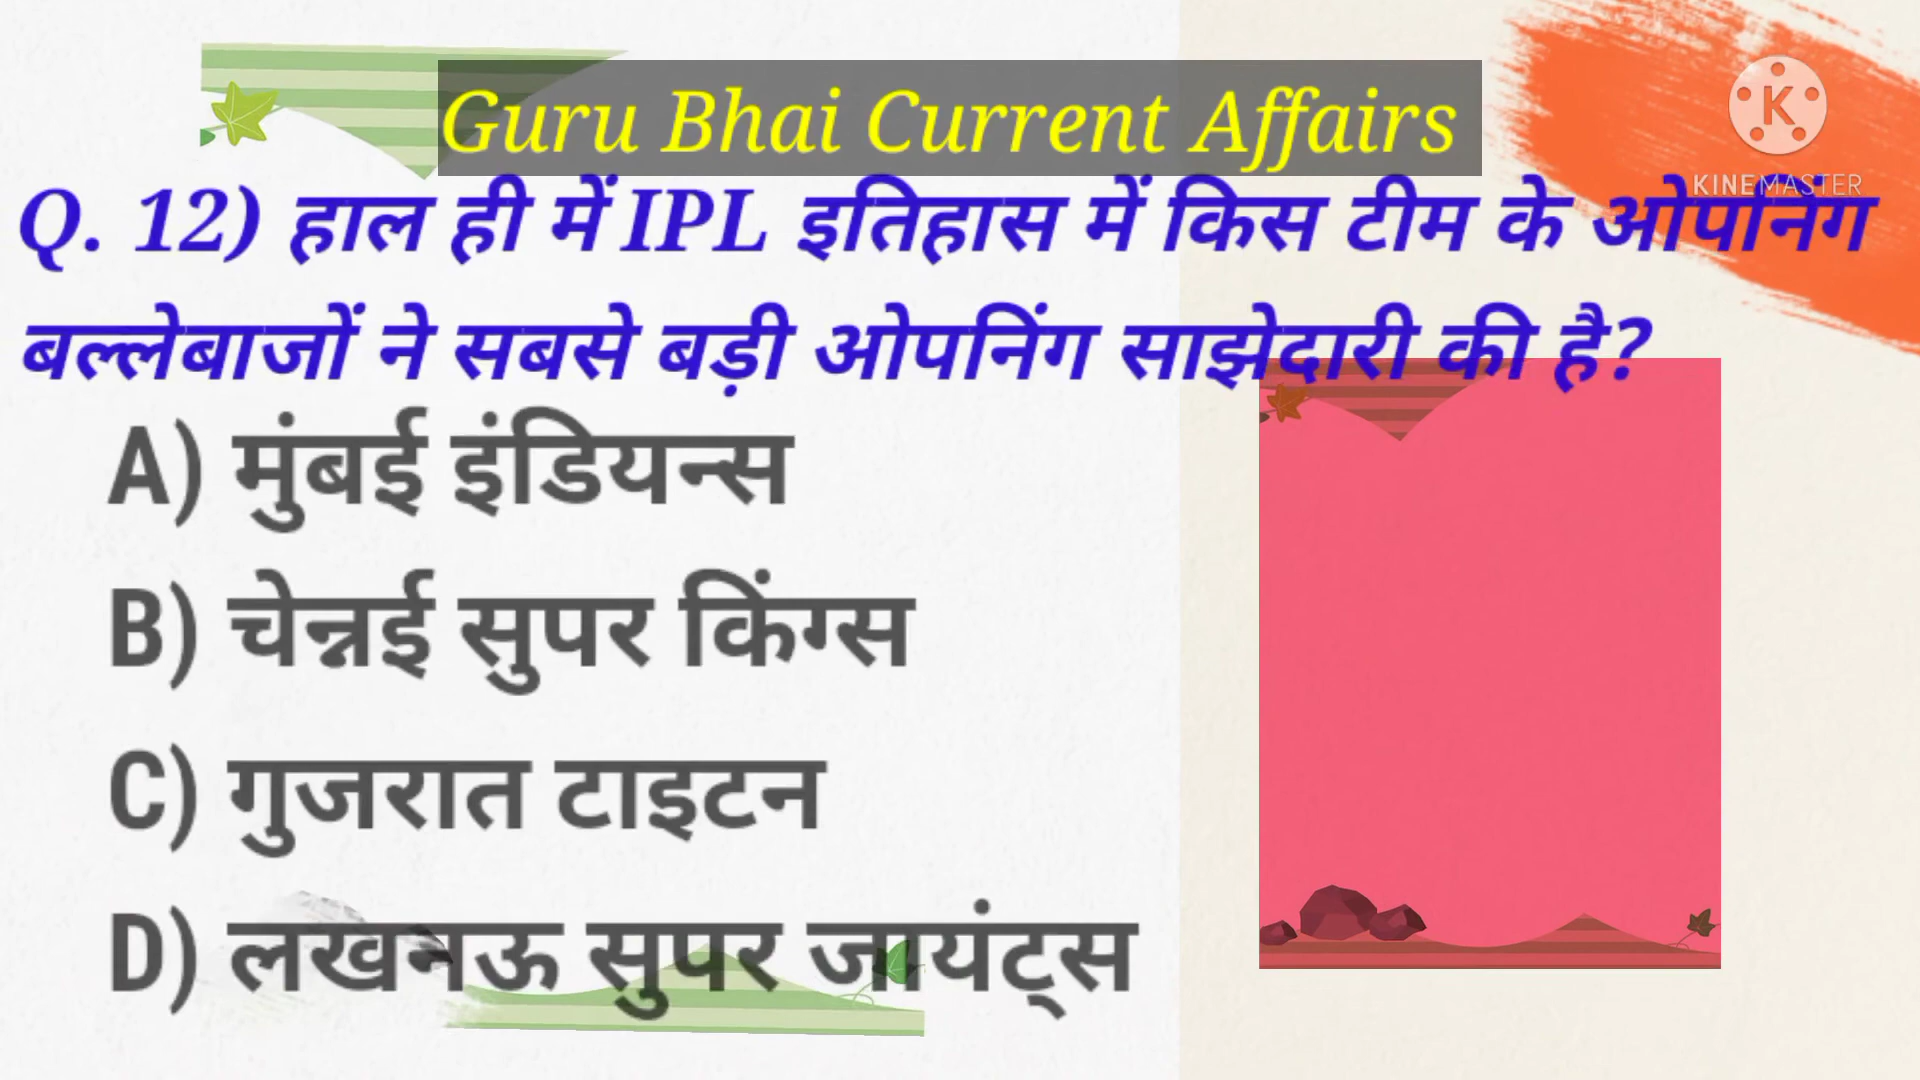 Guru Bhai Current Affairs
KINEMASTER
Q. 12) हाल ही में IPL इतिहास में किस टीम के ओपनिंग
बल्लेबाजों ने सबसे बड़ी ओपनिंग साझेदारी की है?
A) मुंबई इंडियन्स
B) चेन्नई सुपर किंग्स
C) गुजरात टाइटन
D) लखनऊ सुपर जायंट्स